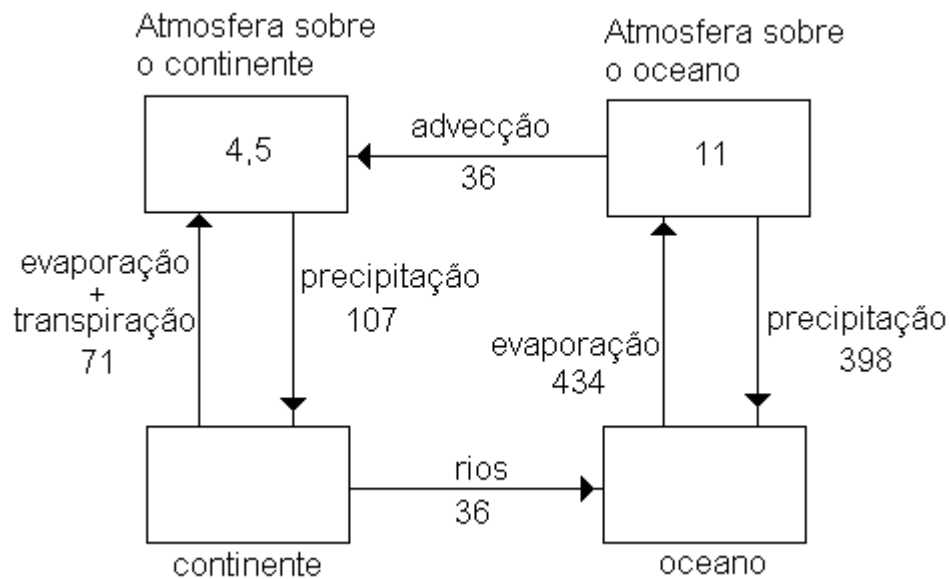 Atmosfera sobre
o continente
Atmosfera sobre
o oceano
4,5
advecção
36
11
evaporação
+
transpiração
71
precipitação
107
evaporação
434
precipitação
398
rios
36
continente
oceano